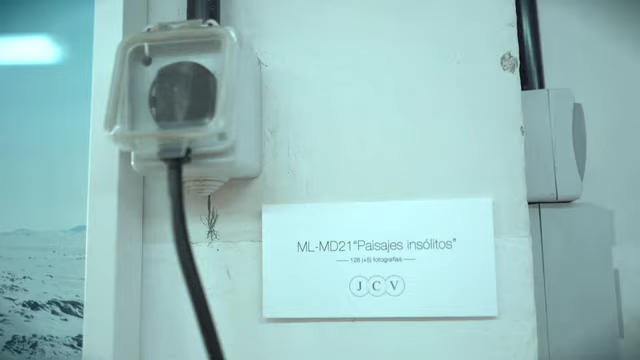 ML-MD21"Paisajes insólitos"
128 (+5) fotografías
J C V